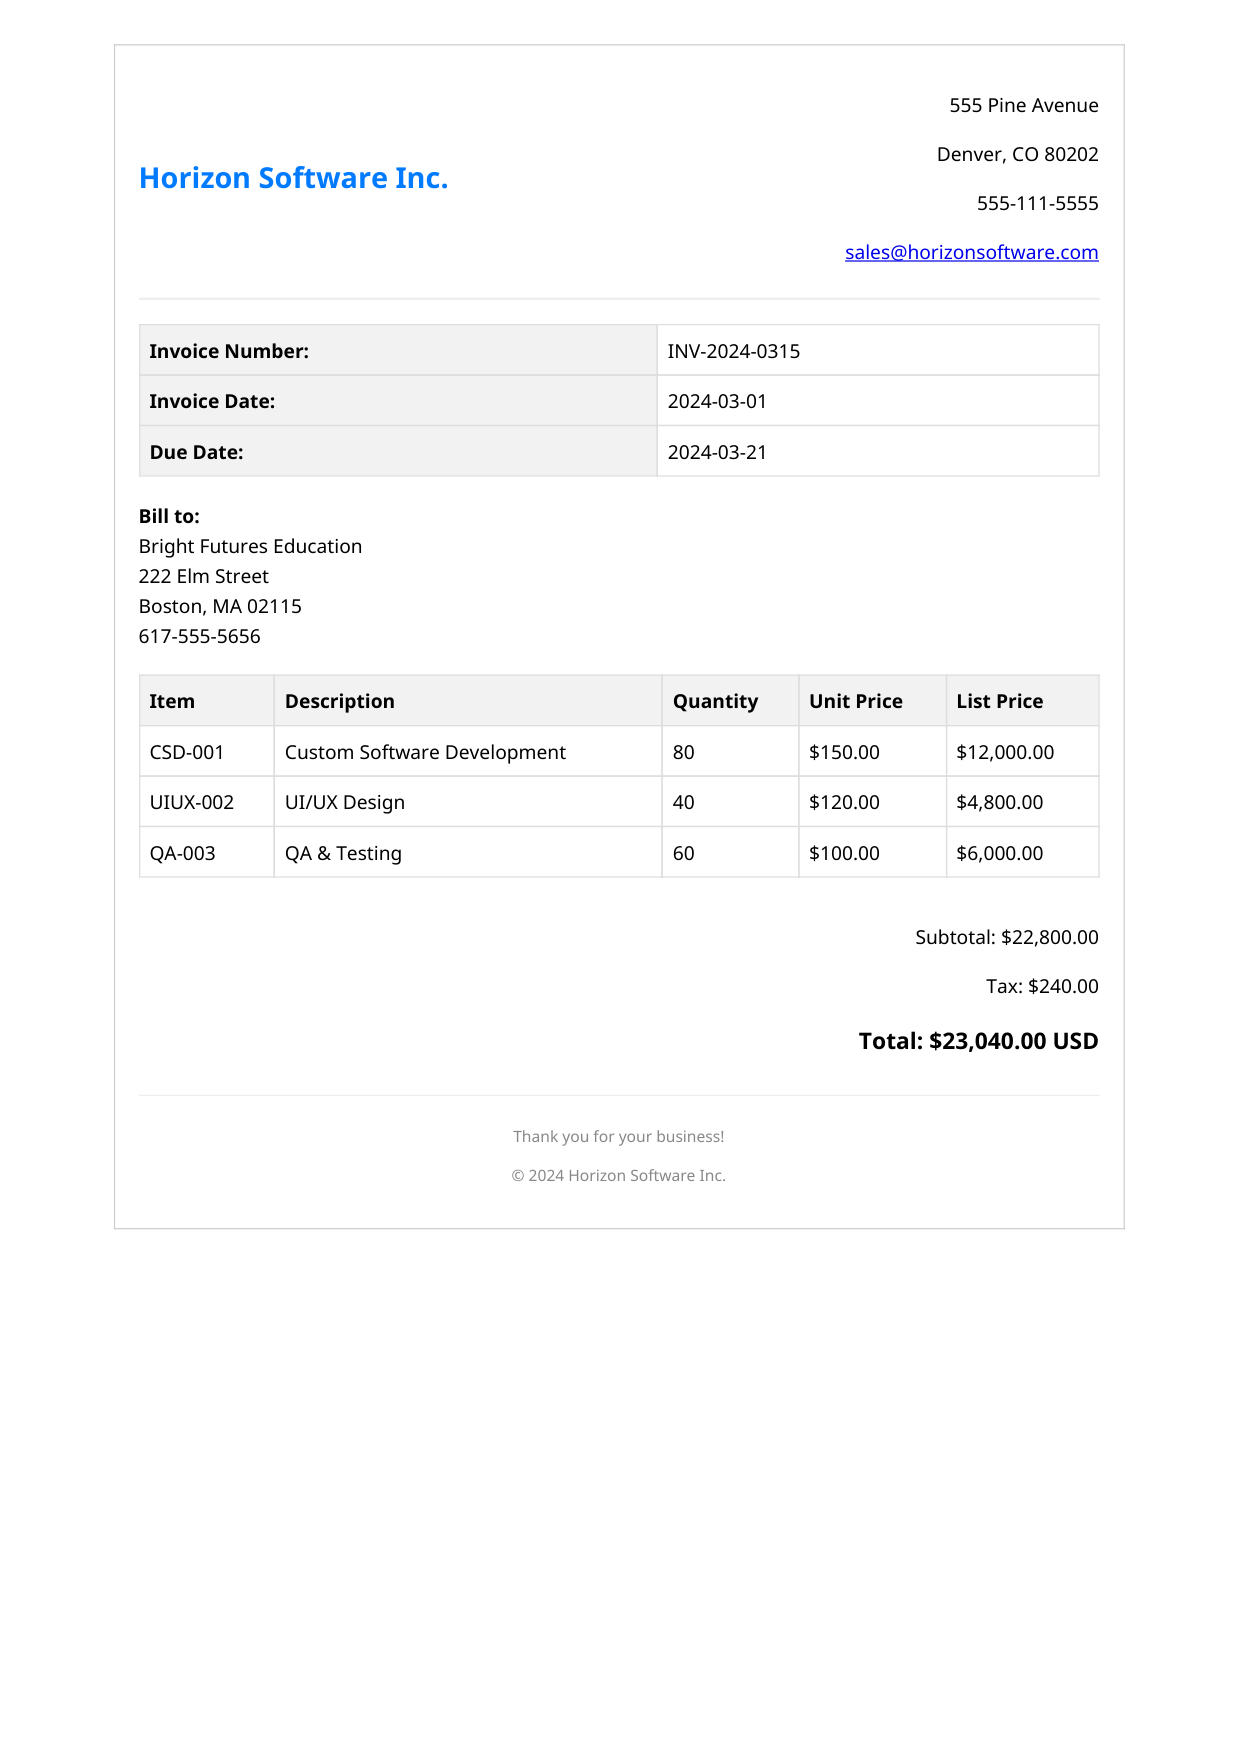 Horizon Software Inc.
555 Pine Avenue
Denver, CO 80202
555-111-5555
sales@horizonsoftware.com
Invoice Number: INV-2024-0315
Invoice Date: 2024-03-01
Due Date: 2024-03-21
Bill to:
Bright Futures Education
222 Elm Street
Boston, MA 02115
617-555-5656
Item Description Quantity Unit Price List Price
CSD-001 Custom Software Development 80 $150.00 $12,000.00
UIUX-002 UI/UX Design 40 $120.00 $4,800.00
QA-003 QA & Testing 60 $100.00 $6,000.00
Subtotal: $22,800.00
Tax: $240.00
Total: $23,040.00 USD
Thank you for your business!
© 2024 Horizon Software Inc.